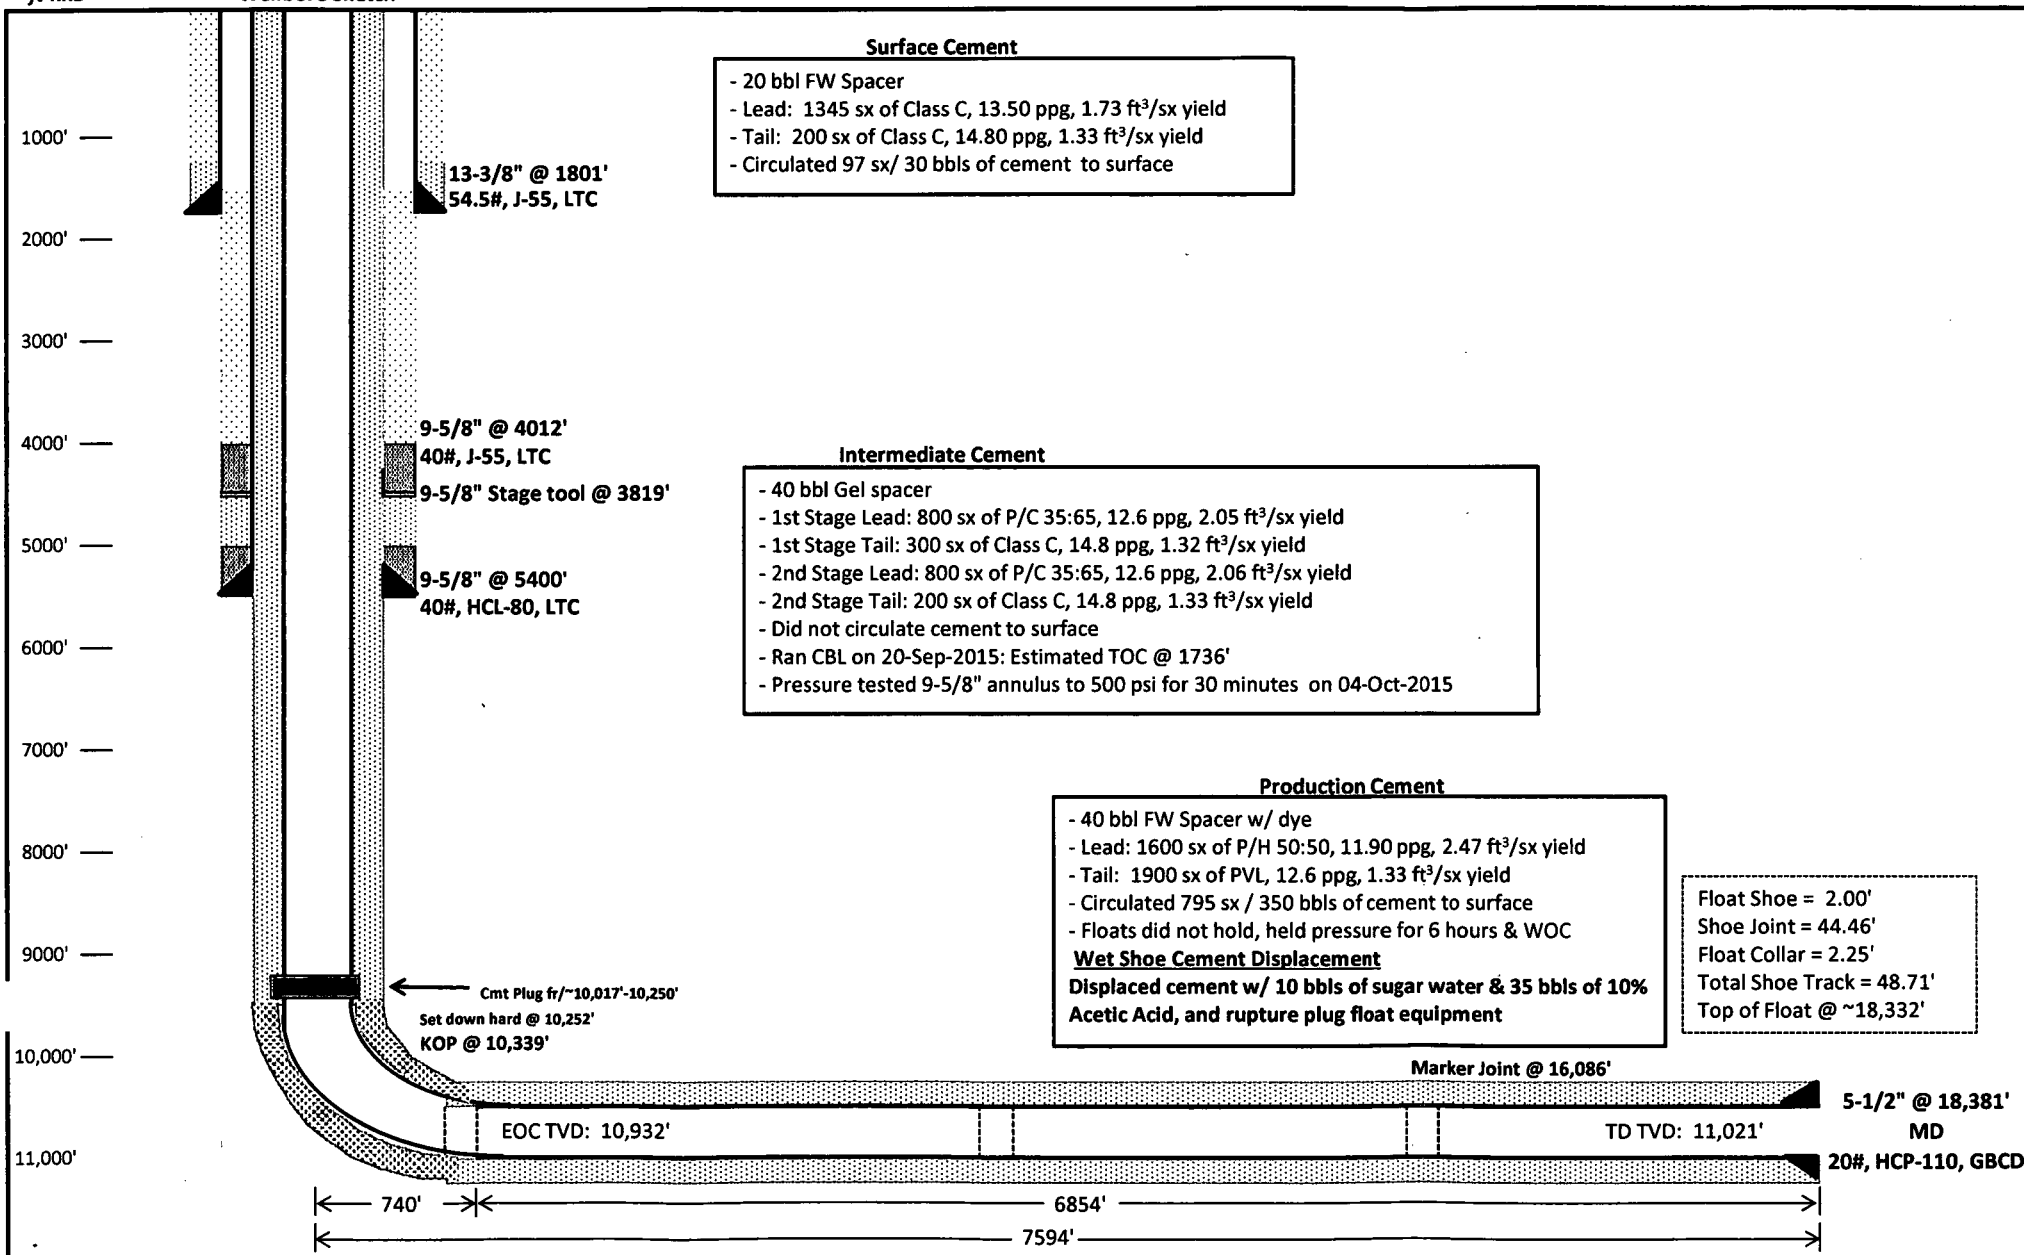 Surface Cement
- 20 bbl FW Spacer
- Lead: 1345 sx of Class C, 13.50 ppg, 1.73 ft³/sx yield
- Tail: 200 sx of Class C, 14.80 ppg, 1.33 ft³/sx yield
- Circulated 97 sx/ 30 bbls of cement to surface
1000'
13-3/8" @ 1801'
54.5#, J-55, LTC
2000'
3000'
4000'
9-5/8" @ 4012'
40#, J-55, LTC
9-5/8" Stage tool @ 3819'
5000'
9-5/8" @ 5400'
40#, HCL-80, LTC
Intermediate Cement
- 40 bbl Gel spacer
- 1st Stage Lead: 800 sx of P/C 35:65, 12.6 ppg, 2.05 ft³/sx yield
- 1st Stage Tail: 300 sx of Class C, 14.8 ppg, 1.32 ft³/sx yield
- 2nd Stage Lead: 800 sx of P/C 35:65, 12.6 ppg, 2.06 ft³/sx yield
- 2nd Stage Tail: 200 sx of Class C, 14.8 ppg, 1.33 ft³/sx yield
- Did not circulate cement to surface
- Ran CBL on 20-Sep-2015: Estimated TOC @ 1736'
- Pressure tested 9-5/8" annulus to 500 psi for 30 minutes on 04-Oct-2015
6000'
7000'
8000'
9000'
Production Cement
- 40 bbl FW Spacer w/ dye
- Lead: 1600 sx of P/H 50:50, 11.90 ppg, 2.47 ft³/sx yield
- Tail: 1900 sx of PVL, 12.6 ppg, 1.33 ft³/sx yield
- Circulated 795 sx / 350 bbls of cement to surface
- Floats did not hold, held pressure for 6 hours & WOC
Wet Shoe Cement Displacement
Displaced cement w/ 10 bbls of sugar water & 35 bbls of 10%
Acetic Acid, and rupture plug float equipment
Float Shoe = 2.00'
Shoe Joint = 44.46'
Float Collar = 2.25'
Total Shoe Track = 48.71'
Top of Float @ ~18,332'
Cmt Plug fr/~10,017'-10,250'
Set down hard @ 10,252'
KOP @ 10,339'
10,000'
Marker Joint @ 16,086'
5-1/2" @ 18,381'
MD
20#, HCP-110, GBCD
EOC TVD: 10,932'
TD TVD: 11,021'
11,000'
740'
6854'
7594'